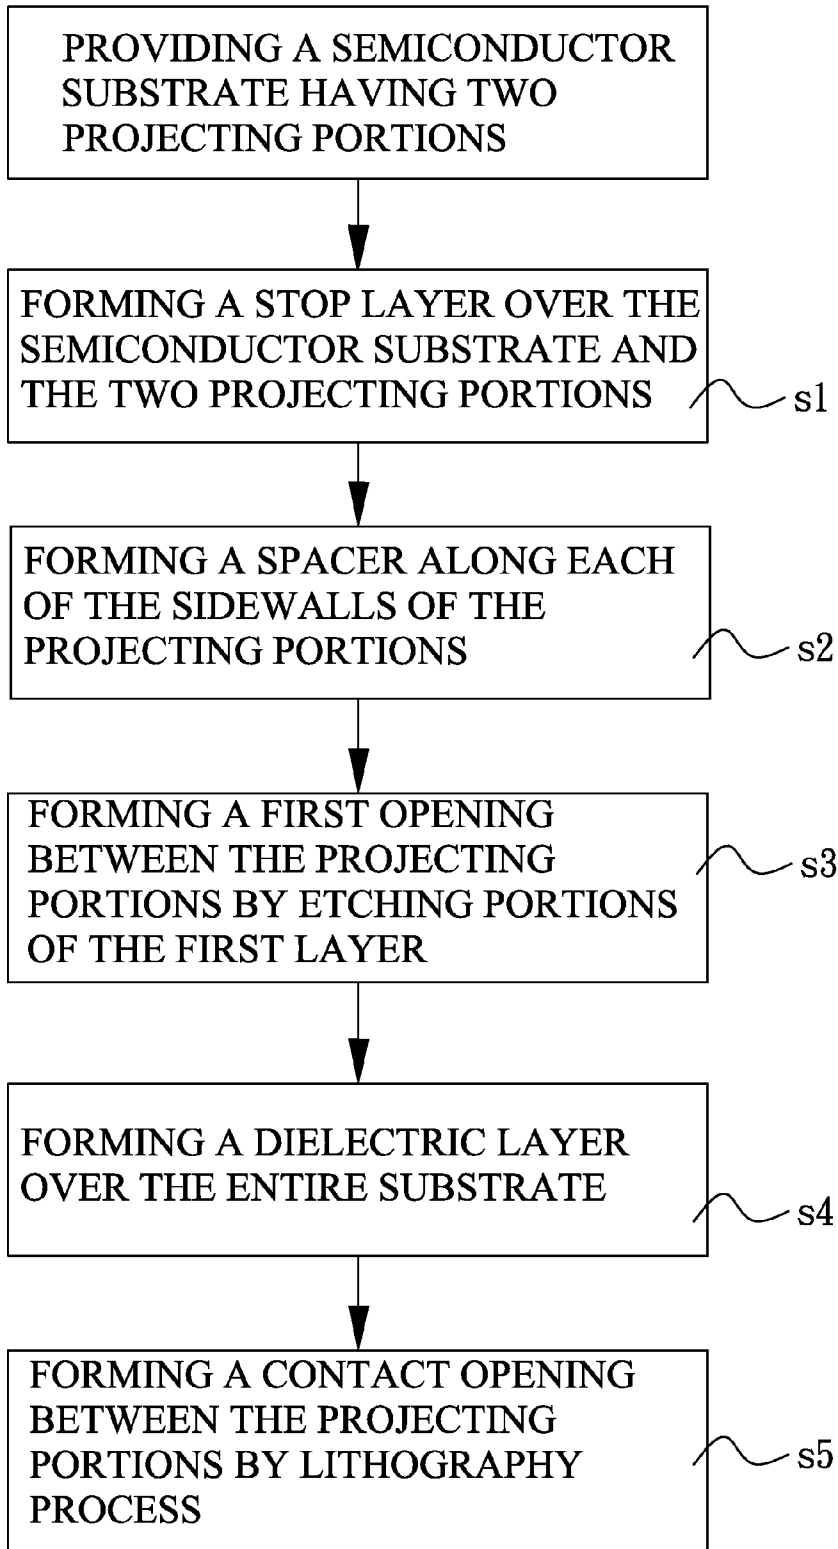 PROVIDING A SEMICONDUCTOR
SUBSTRATE HAVING TWO
PROJECTING PORTIONS
FORMING A STOP LAYER OVER THE
SEMICONDUCTOR SUBSTRATE AND
THE TWO PROJECTING PORTIONS
s1
FORMING A SPACER ALONG EACH
OF THE SIDEWALLS OF THE
PROJECTING PORTIONS
s2
FORMING A FIRST OPENING
BETWEEN THE PROJECTING
PORTIONS BY ETCHING PORTIONS
OF THE FIRST LAYER
s3
FORMING A DIELECTRIC LAYER
OVER THE ENTIRE SUBSTRATE
s4
FORMING A CONTACT OPENING
BETWEEN THE PROJECTING
PORTIONS BY LITHOGRAPHY
PROCESS
s5